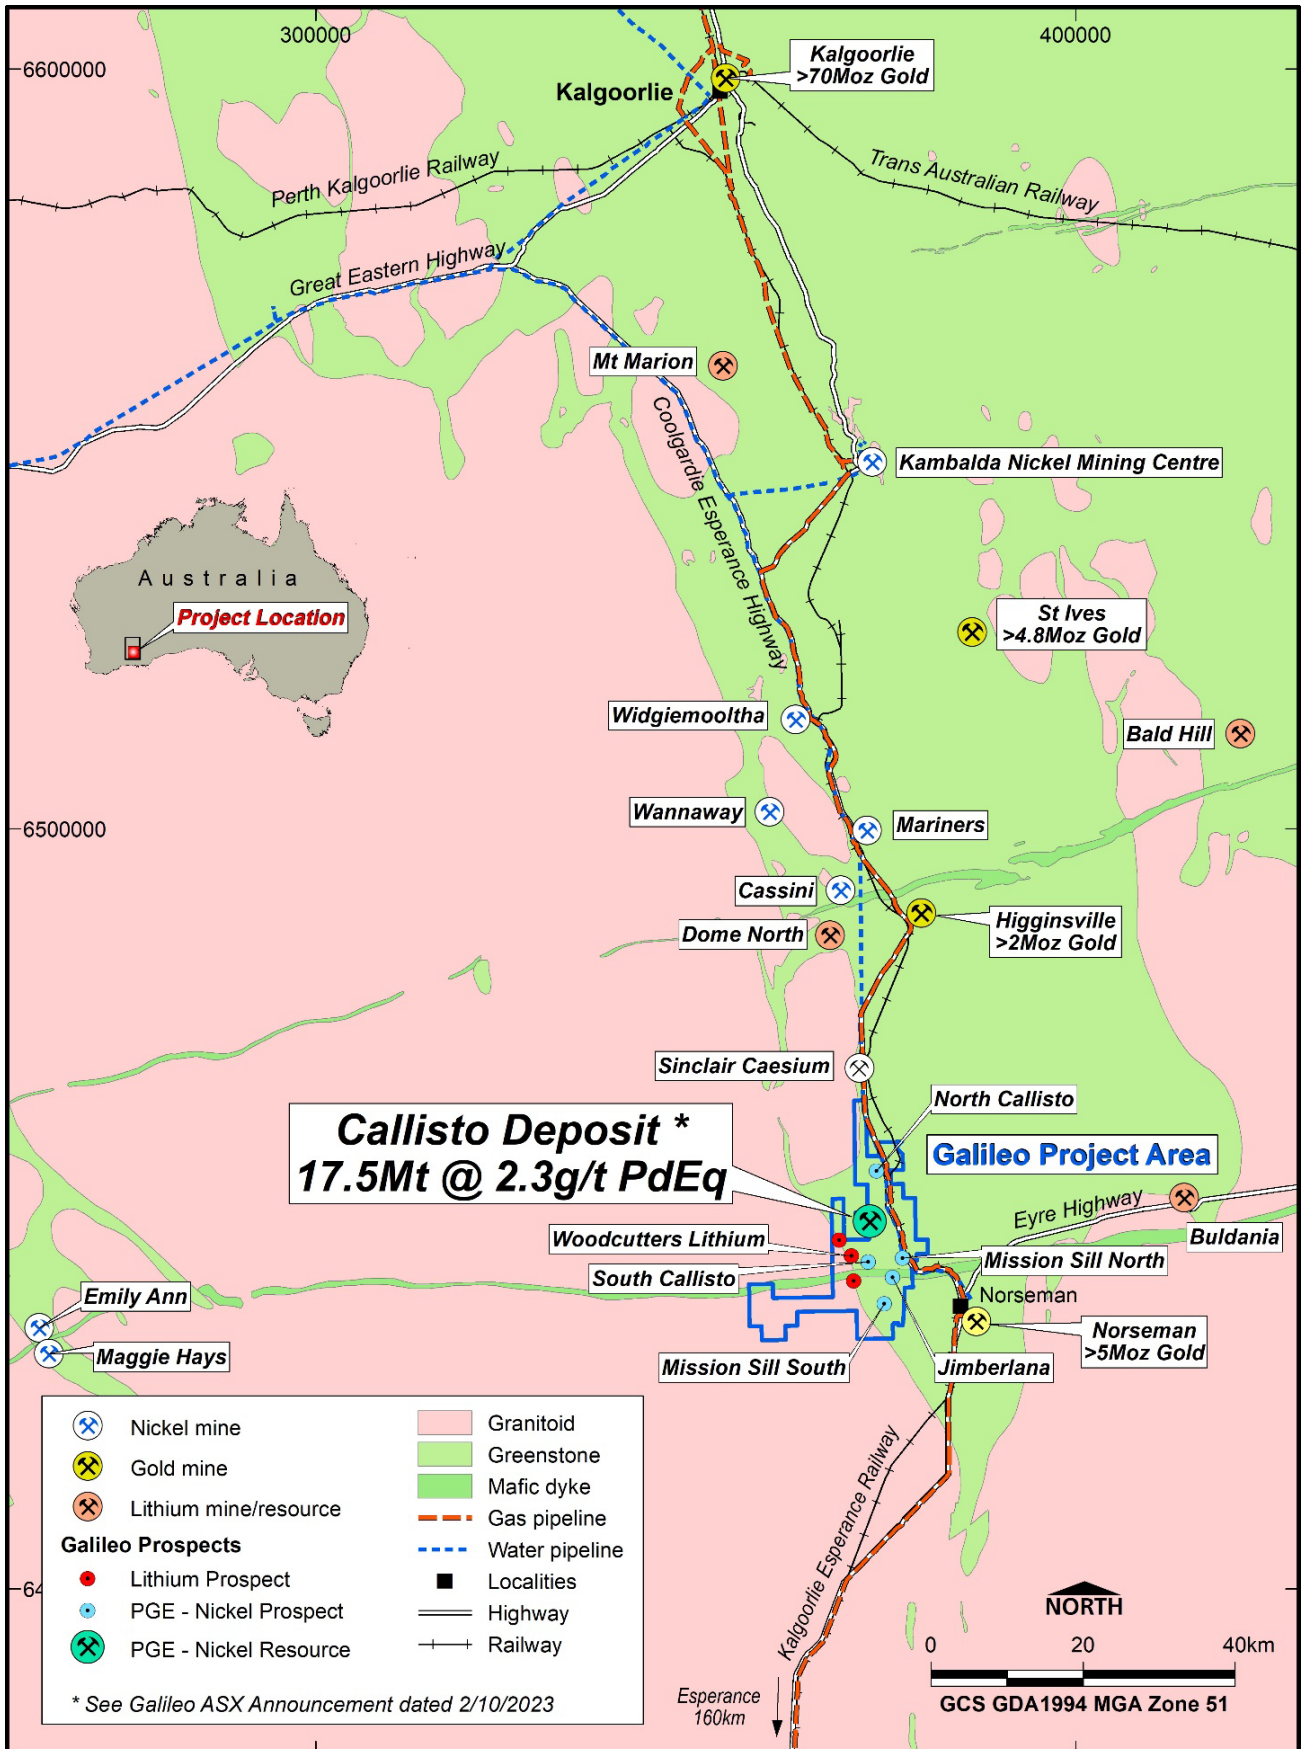 300000
400000
6600000
Kalgoorlie
>70Moz Gold
Kalgoorlie
Perth Kalgoorlie Railway
Trans Australian Railway
Great Eastern Highway
Mt Marion
Coolgardie Esperance Highway
Kambalda Nickel Mining Centre
Australia
Project Location
St Ives
>4.8Moz Gold
Widgiemooltha
Bald Hill
Wannaway
6500000
Mariners
Cassini
Dome North
Higginsville
>2Moz Gold
Sinclair Caesium
North Callisto
Callisto Deposit *
17.5Mt @ 2.3g/t PdEq
Galileo Project Area
Eyre Highway
Woodcutters Lithium
Buldania
South Callisto
Mission Sill North
Emily Ann
Norseman
Maggie Hays
Norseman
>5Moz Gold
Mission Sill South
Jimberlana
Nickel mine
Gold mine
Lithium mine/resource
Galileo Prospects
Lithium Prospect
PGE - Nickel Prospect
PGE - Nickel Resource
Granitoid
Greenstone
Mafic dyke
Gas pipeline
Water pipeline
Localities
Highway
Railway
* See Galileo ASX Announcement dated 2/10/2023
64
Kalgoorlie Esperance Railway
Esperance
160km
NORTH
0 20 40km
GCS GDA1994 MGA Zone 51